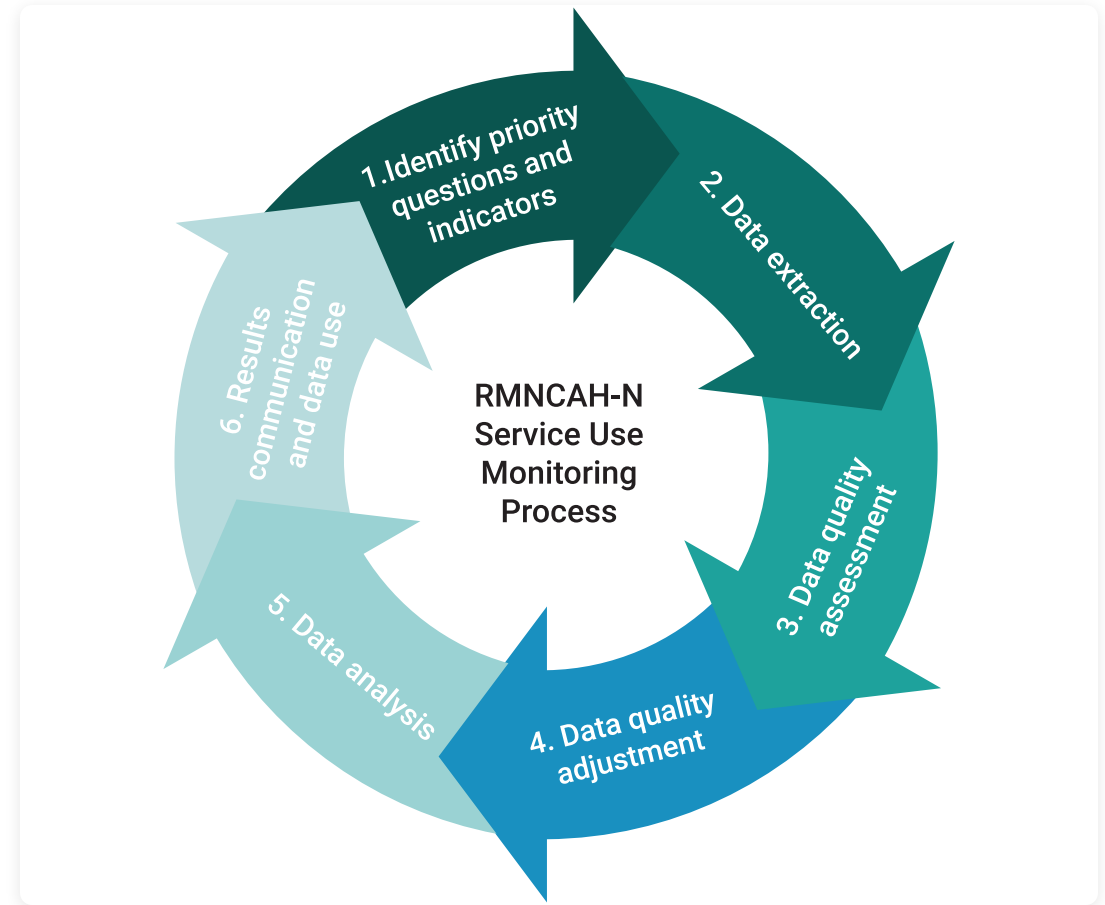 1.Identify priority
questions and
indicators
2. Data extraction
3. Data quality
assessment
4. Data quality
adjustment
5. Data analysis
6. Results
communication
and data use
RMNCAH-N
Service Use
Monitoring
Process